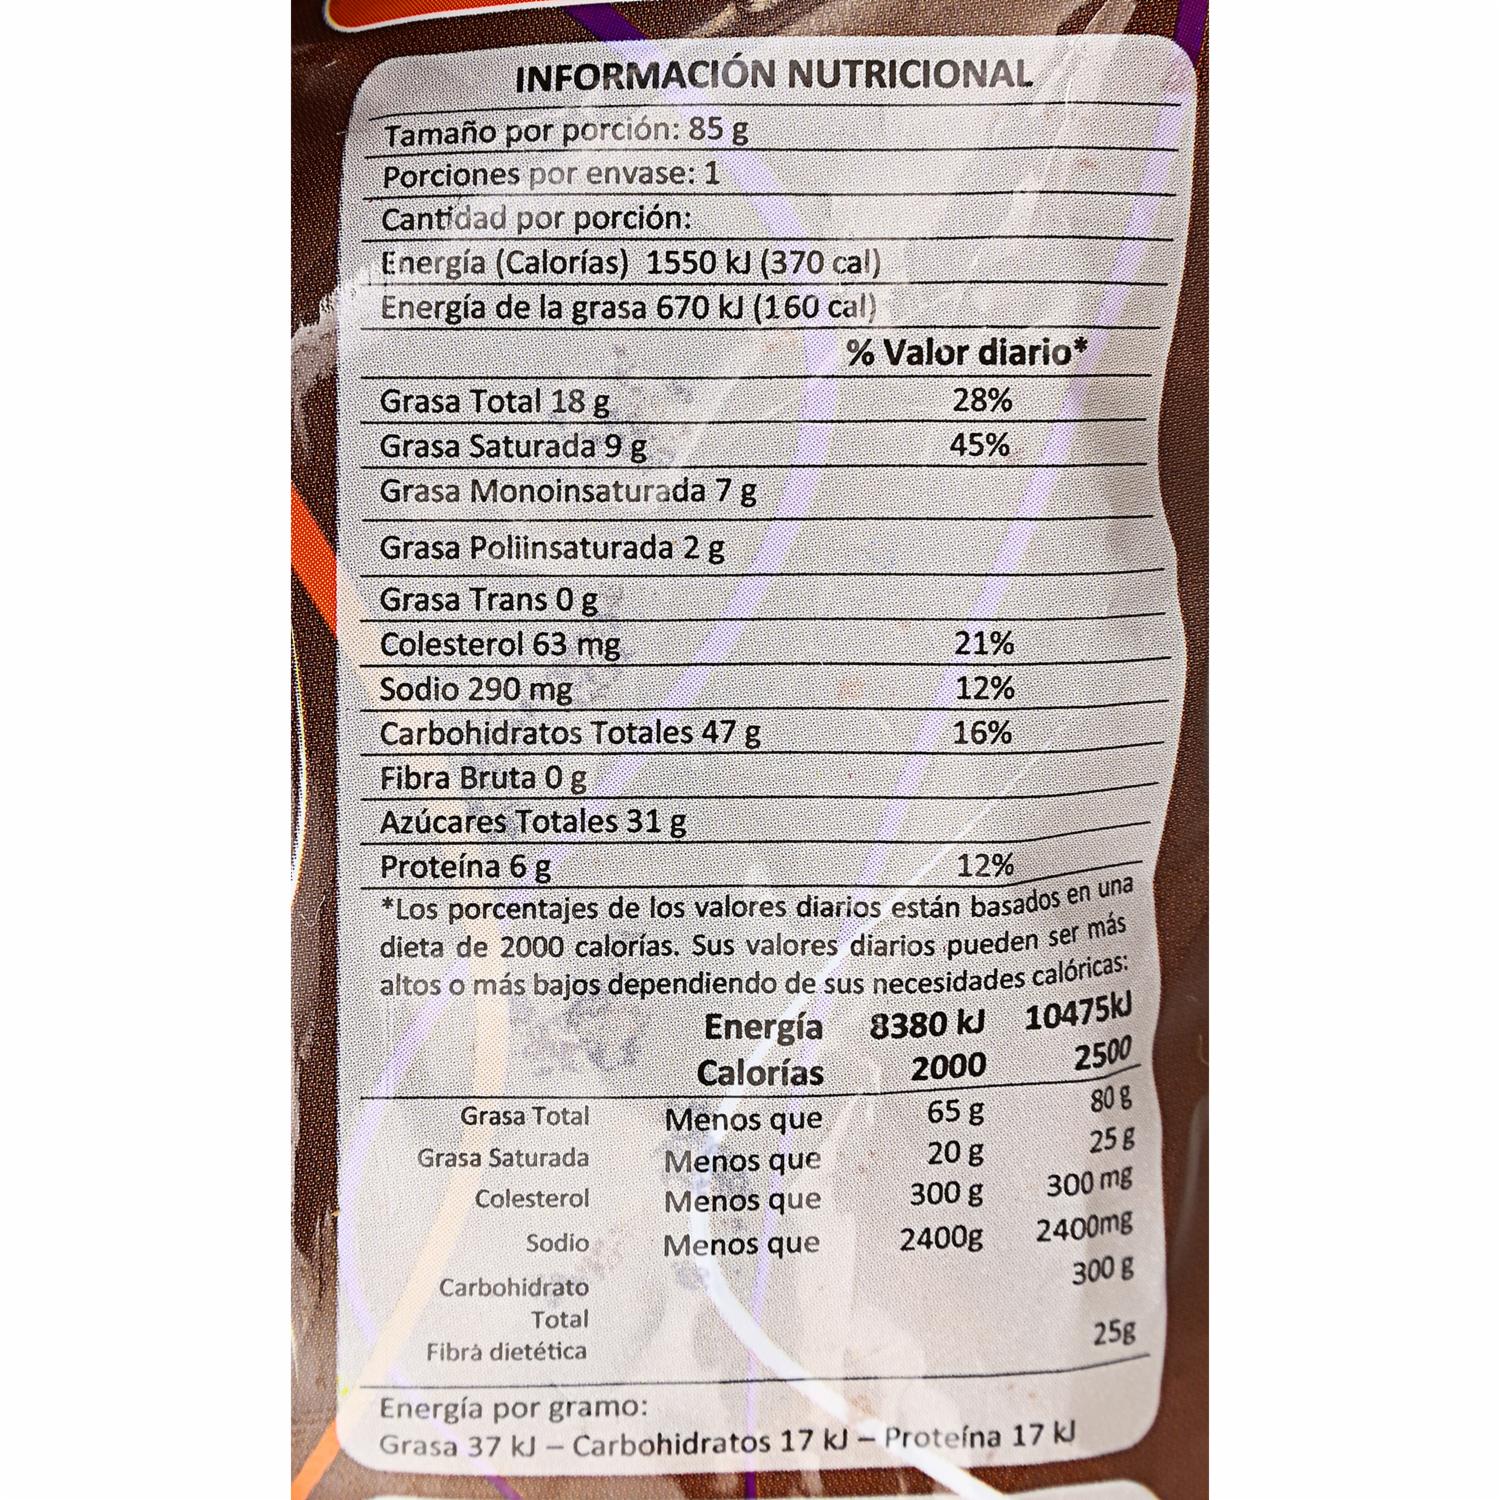 INFORMACIÓN NUTRICIONAL
Tamaño por porción: 85 g
Porciones por envase: 1
Cantidad por porción:
Energía (Calorías) 1550 kJ (370 cal)
Energía de la grasa 670 kJ (160 cal)
% Valor diario*
Grasa Total 18 g 28%
Grasa Saturada 9 g 45%
Grasa Monoinsaturada 7 g
Grasa Poliinsaturada 2 g
Grasa Trans 0 g
Colesterol 63 mg 21%
Sodio 290 mg 12%
Carbohidratos Totales 47 g 16%
Fibra Bruta 0 g
Azúcares Totales 31 g
Proteína 6 g 12%
*Los porcentajes de los valores diarios están basados en una
dieta de 2000 calorías. Sus valores diarios pueden ser más
altos o más bajos dependiendo de sus necesidades calóricas:
Energía 8380 kJ 10475kJ
Calorías 2000 2500
Grasa Total Menos que 65 g 80 g
Grasa Saturada Menos que 20 g 25 g
Colesterol Menos que 300 g 300 mg
Sodio Menos que 2400g 2400mg
Carbohidrato 300 g
Total
Fibra dietética 25g
Energía por gramo:
Grasa 37 kJ – Carbohidratos 17 kJ – Proteína 17 kJ